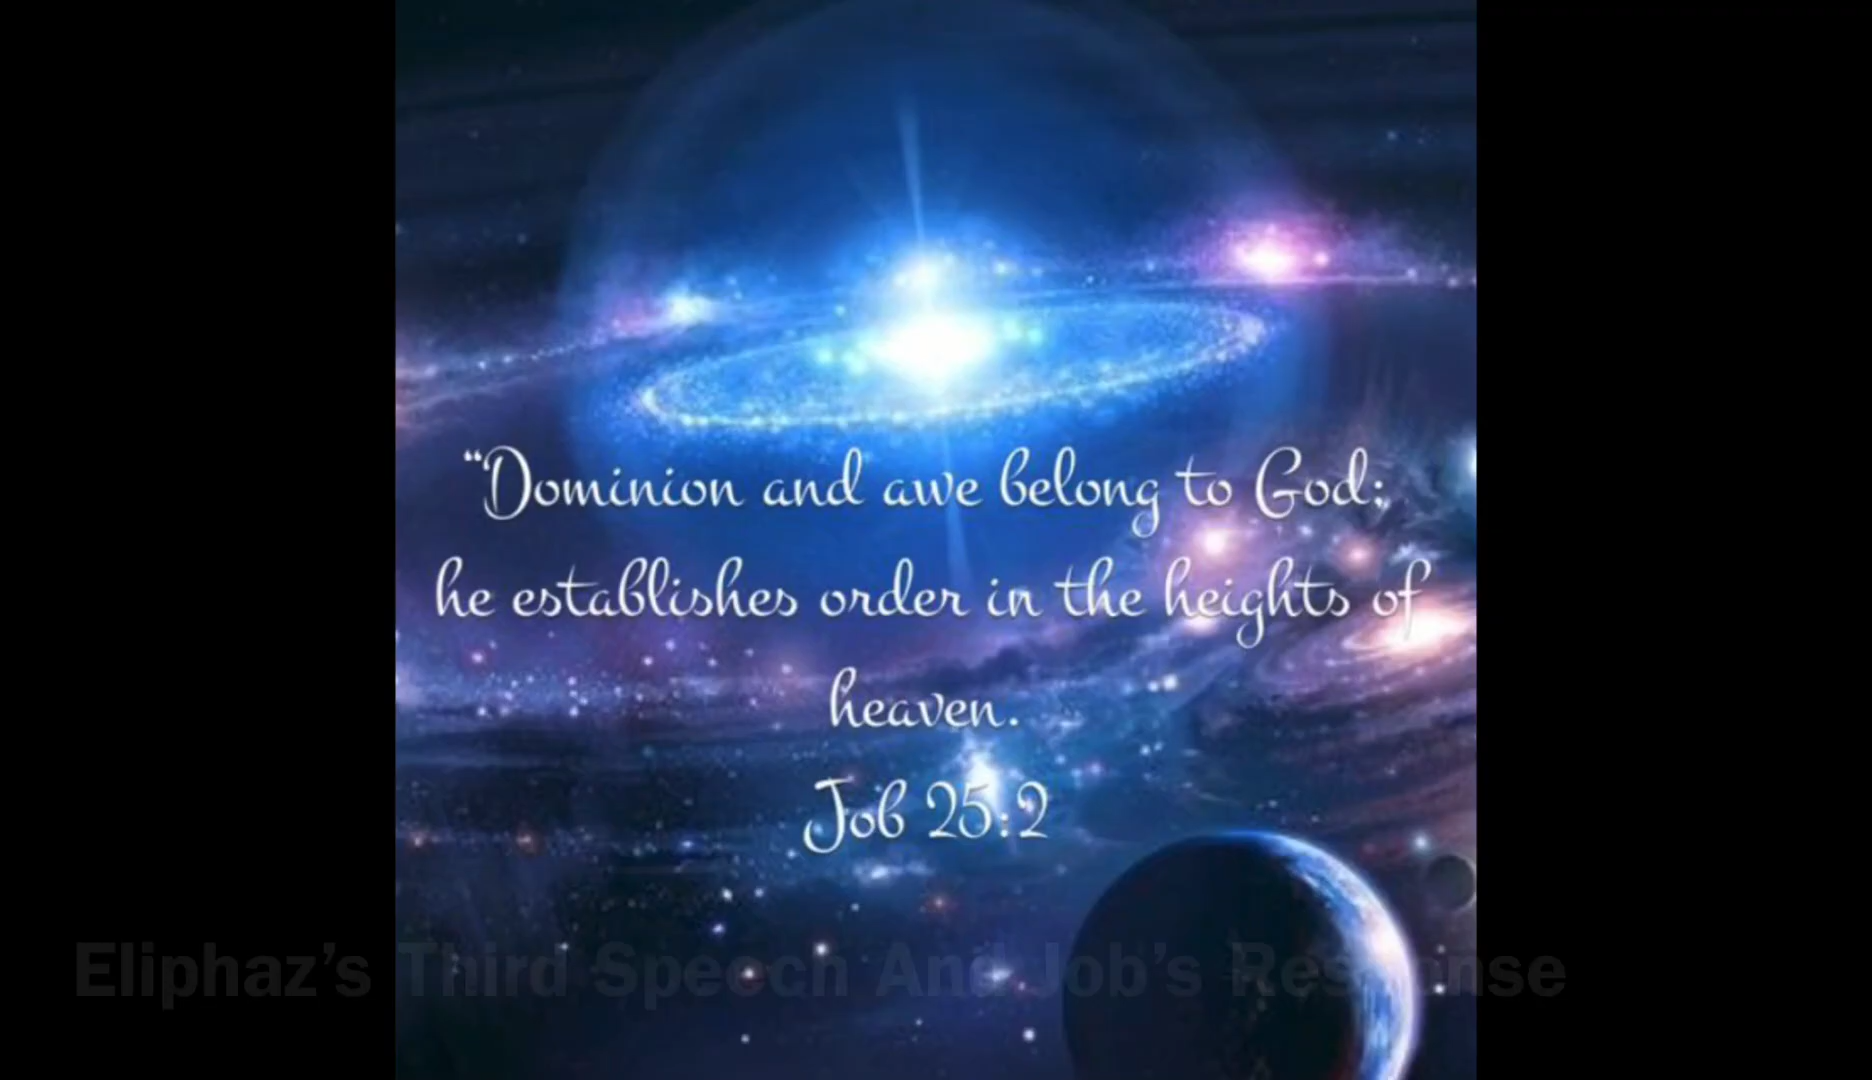 “Dominion and awe belong to God;
he establishes order in the heights of
heaven.
Job 25:2
Eliphaz’s Third Speech And Job’s Response